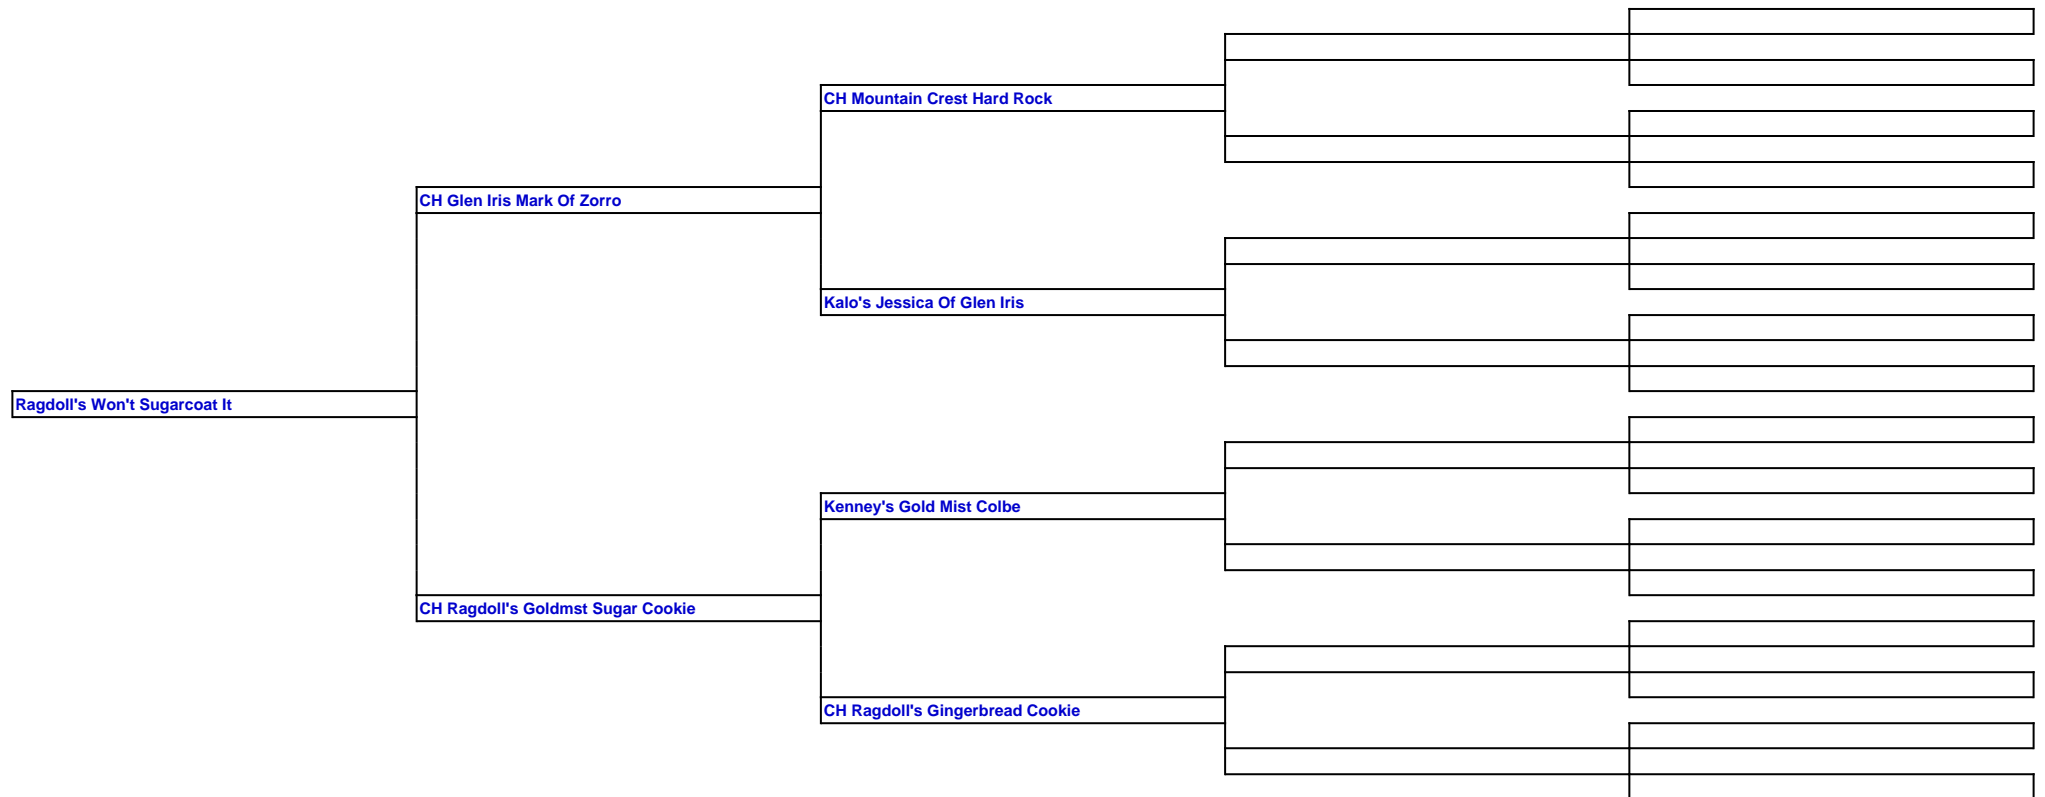 CH Mountain Crest Hard Rock
CH Glen Iris Mark Of Zorro
Kalo's Jessica Of Glen Iris
Ragdoll's Won't Sugarcoat It
Kenney's Gold Mist Colbe
CH Ragdoll's Goldmst Sugar Cookie
CH Ragdoll's Gingerbread Cookie